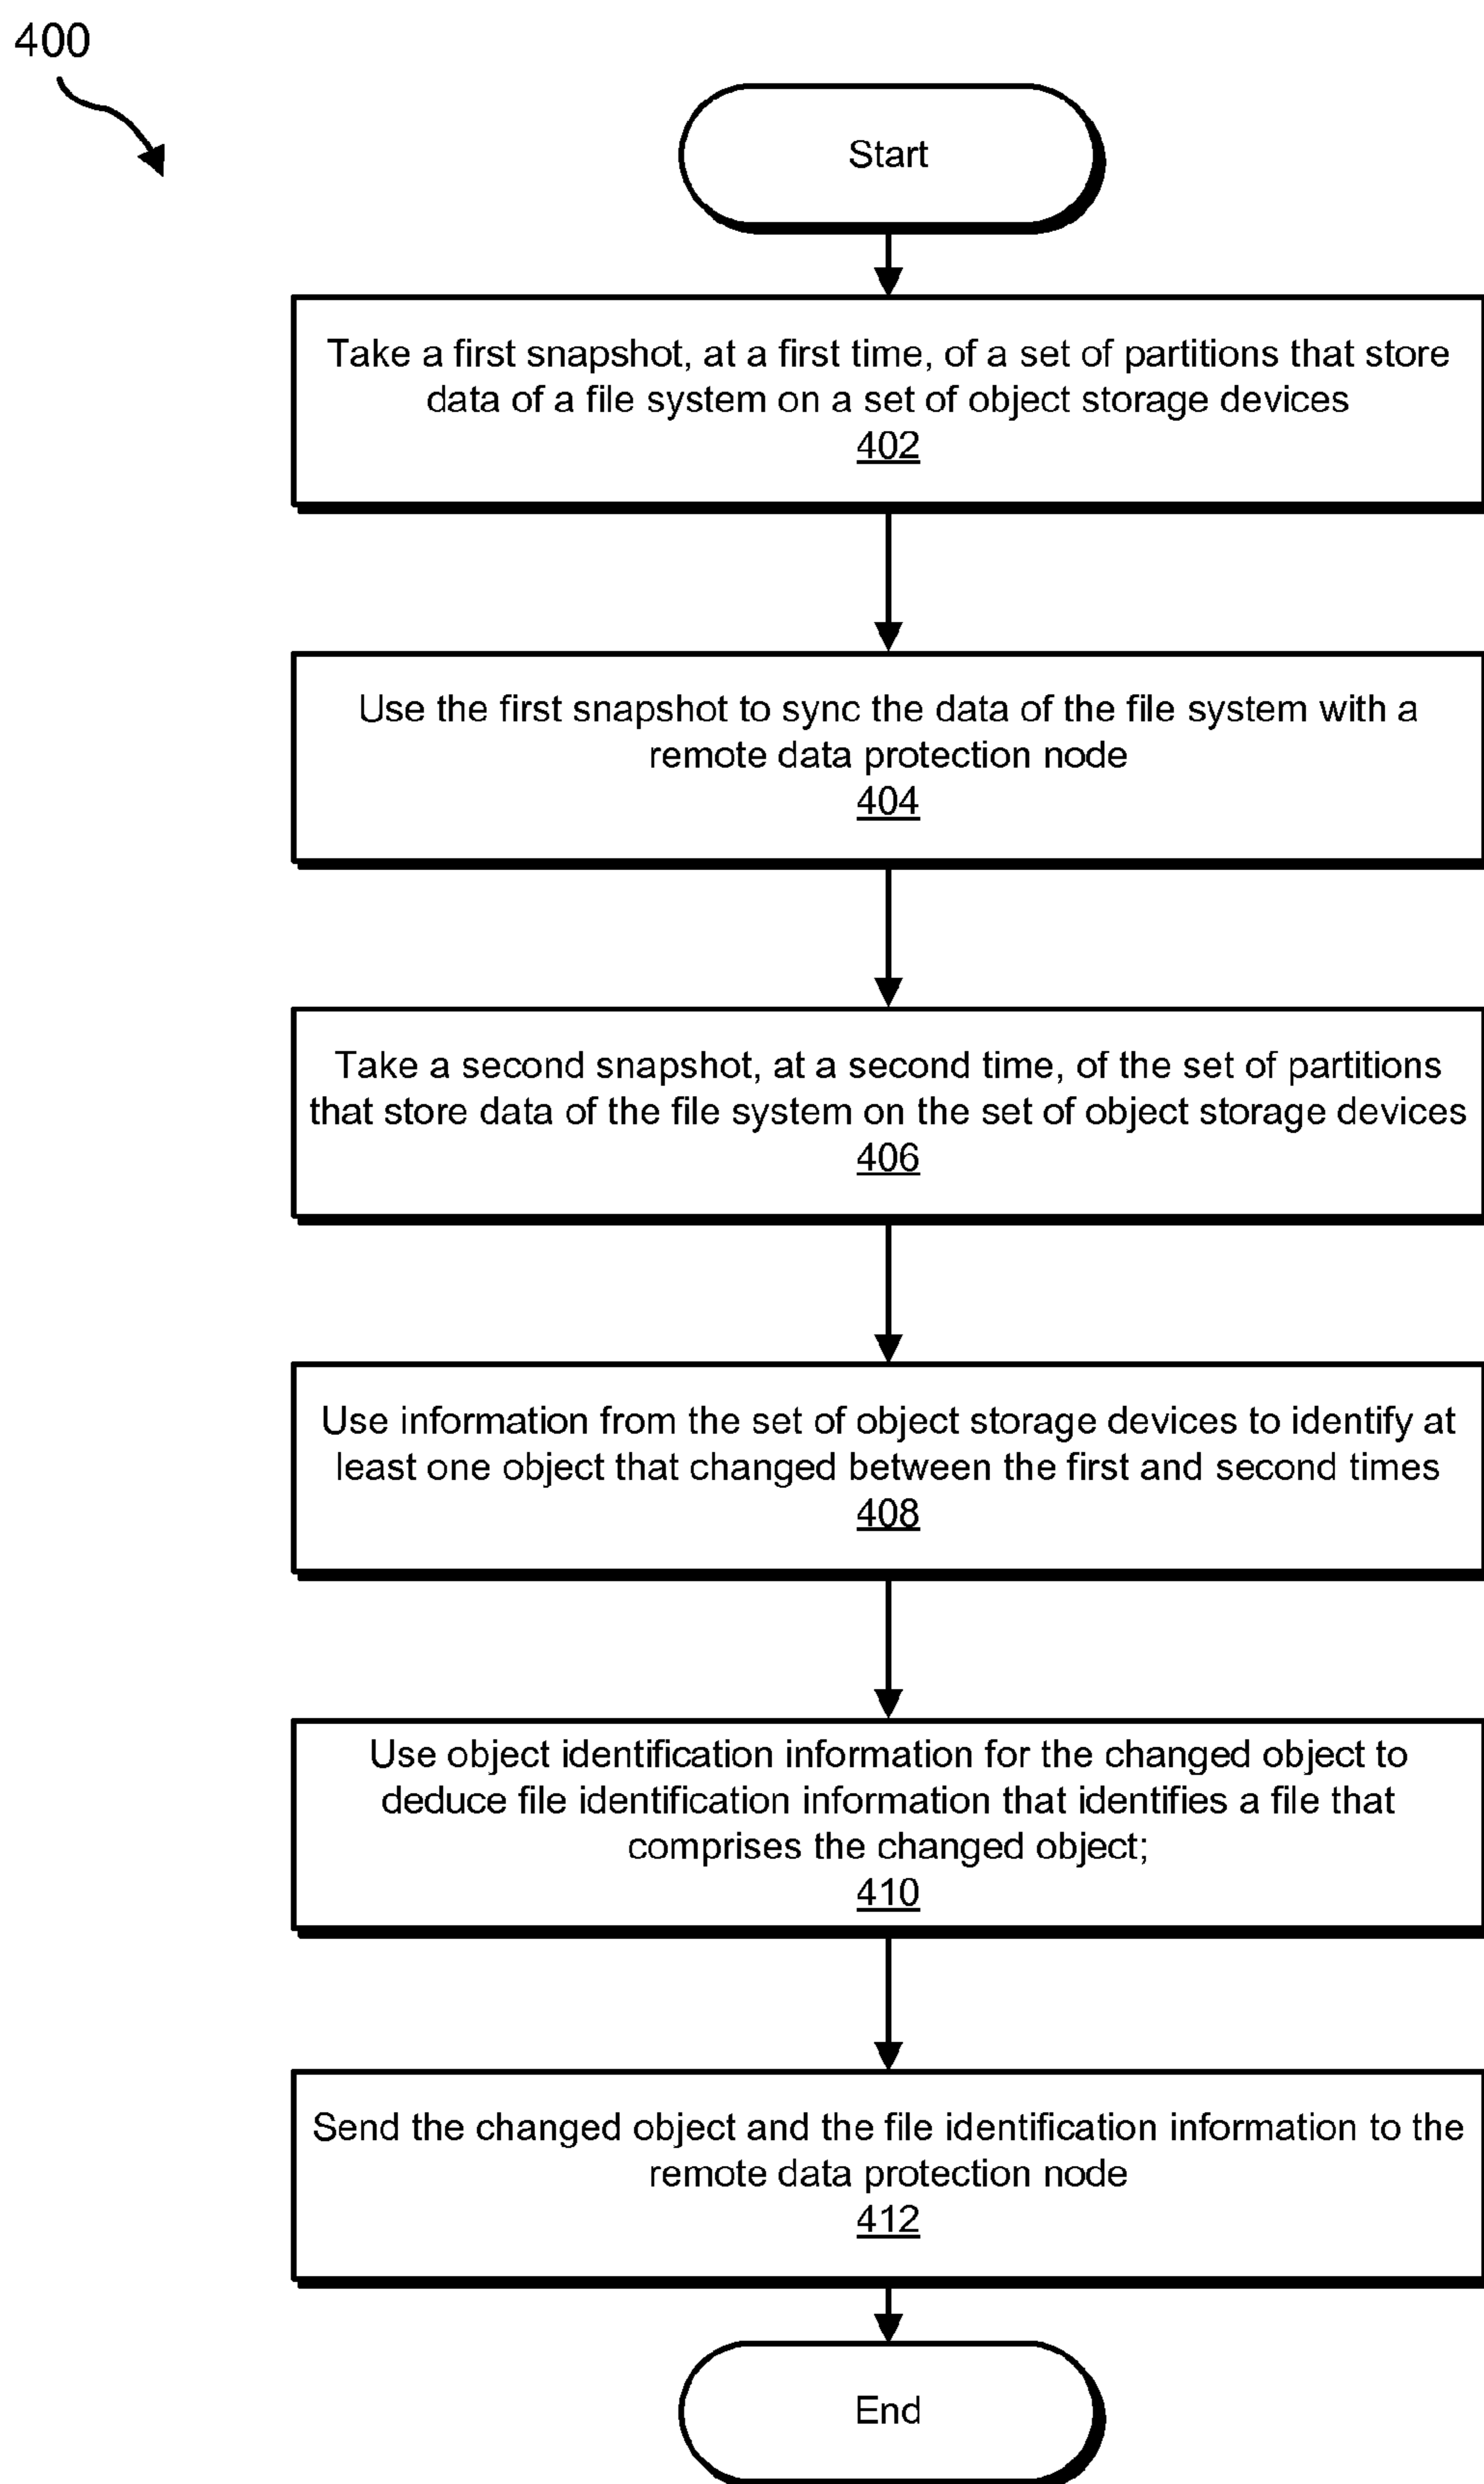 400
Start
Take a first snapshot, at a first time, of a set of partitions that store
data of a file system on a set of object storage devices
402
Use the first snapshot to sync the data of the file system with a
remote data protection node
404
Take a second snapshot, at a second time, of the set of partitions
that store data of the file system on the set of object storage devices
406
Use information from the set of object storage devices to identify at
least one object that changed between the first and second times
408
Use object identification information for the changed object to
deduce file identification information that identifies a file that
comprises the changed object;
410
Send the changed object and the file identification information to the
remote data protection node
412
End